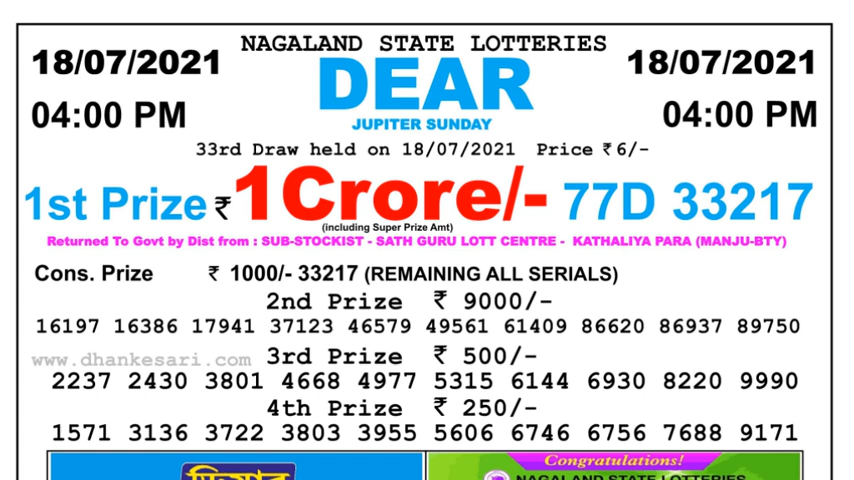 NAGALAND STATE LOTTERIES
18/07/2021 DEAR 18/07/2021
04:00 PM JUPITER SUNDAY 04:00 PM
33rd Draw held on 18/07/2021 Price ₹6/-
1st Prize ₹ 1Crore/- 77D 33217
(including Super Prize Amt)
Returned To Govt by Dist from : SUB-STOCKIST - SATH GURU LOTT CENTRE - KATHALIYA PARA (MANJU-BTY)
Cons. Prize ₹ 1000/- 33217 (REMAINING ALL SERIALS)
2nd Prize ₹ 9000/-
16197 16386 17941 37123 46579 49561 61409 86620 86937 89750
www.dhankesari.com 3rd Prize ₹ 500/-
2237 2430 3801 4668 4977 5315 6144 6930 8220 9990
4th Prize ₹ 250/-
1571 3136 3722 3803 3955 5606 6746 6756 7688 9171
Congratulations!
NAGALAND STATE LOTTERIES